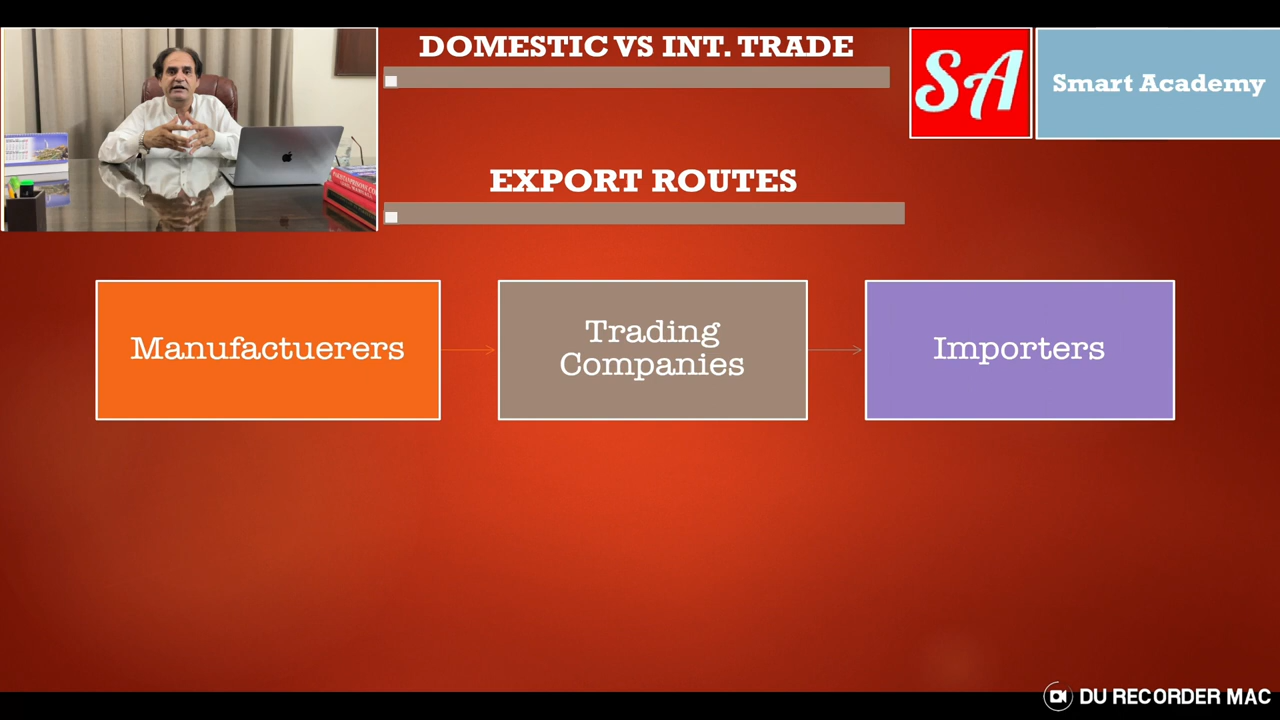 DOMESTIC VS INT. TRADE
SA
Smart Academy
EXPORT ROUTES
Manufactuerers
Trading
Companies
Importers
DU RECORDER MAC